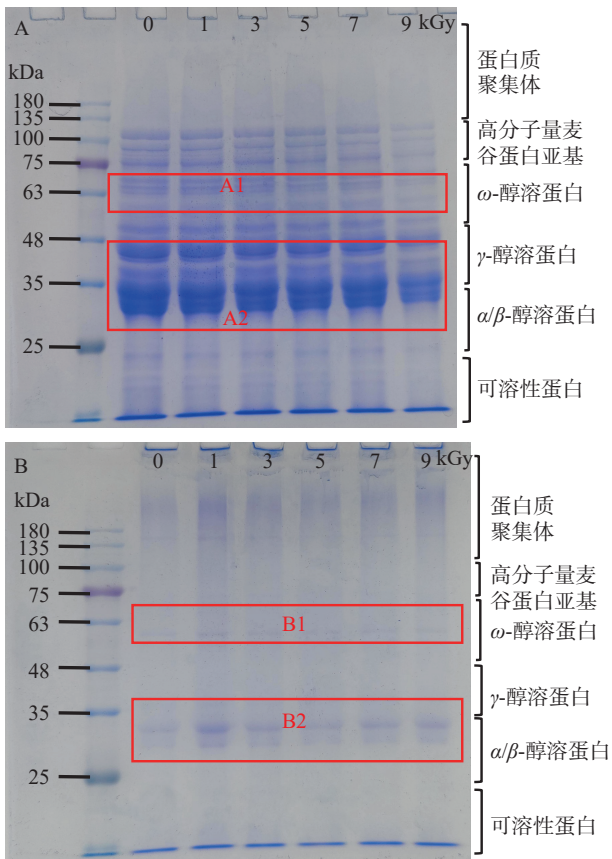 A
0 1 3 5 7 9 kGy
kDa
180
135
100
75
63
48
35
25
A1
A2
蛋白质
聚集体
高分子量麦
谷蛋白亚基
ω-醇溶蛋白
γ-醇溶蛋白
α/β-醇溶蛋白
可溶性蛋白
B
0 1 3 5 7 9 kGy
kDa
180
135
100
75
63
48
35
25
B1
B2
蛋白质
聚集体
高分子量麦
谷蛋白亚基
ω-醇溶蛋白
γ-醇溶蛋白
α/β-醇溶蛋白
可溶性蛋白